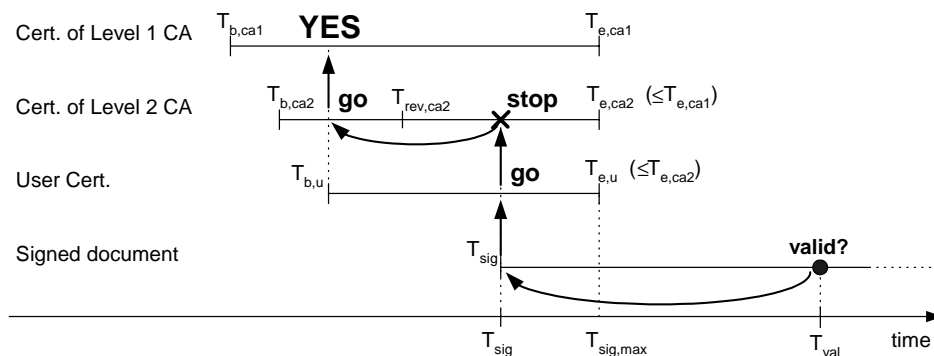 Cert. of Level 1 CA T_b,ca1 YES T_e,ca1
Cert. of Level 2 CA T_b,ca2 go T_rev,ca2 stop T_e,ca2 (≤T_e,ca1)
User Cert. T_b,u go T_e,u (≤T_e,ca2)
Signed document T_sig valid?
T_sig T_sig,max T_val time